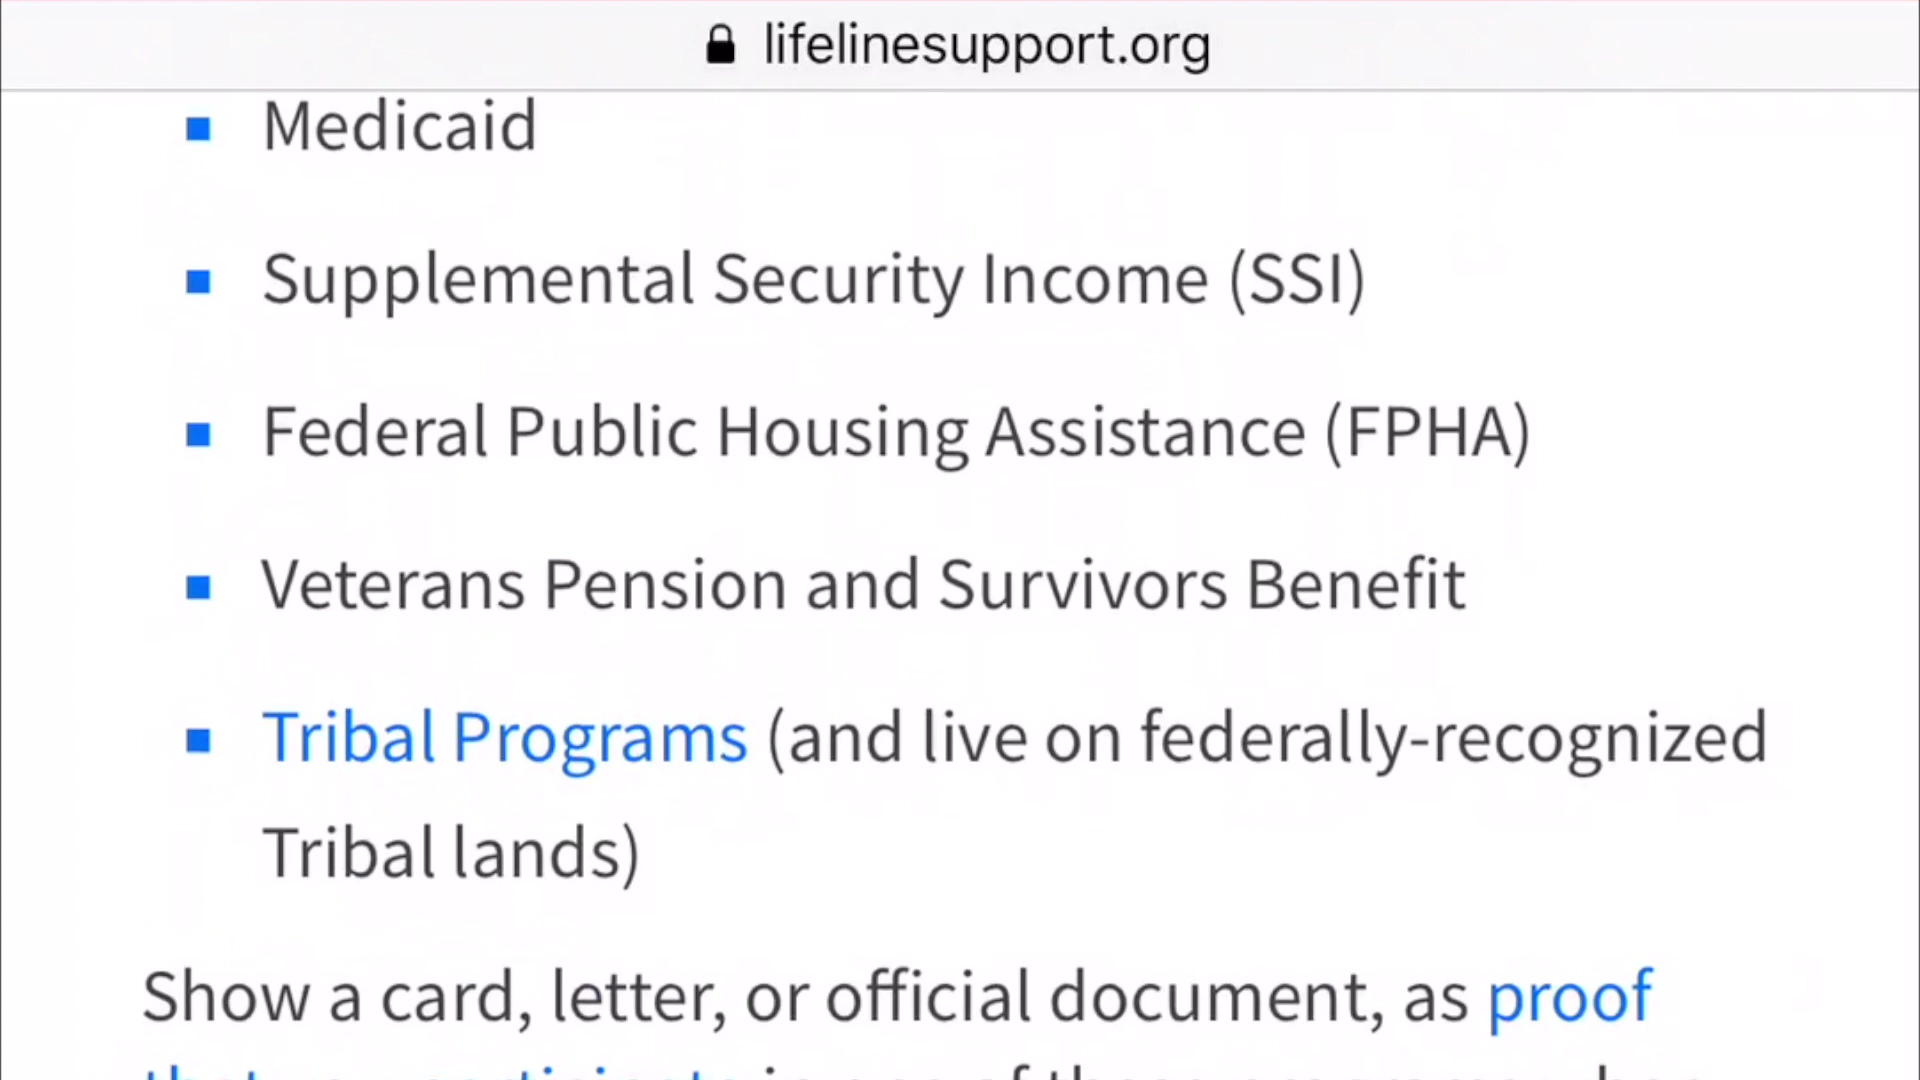 lifelinesupport.org
Medicaid
Supplemental Security Income (SSI)
Federal Public Housing Assistance (FPHA)
Veterans Pension and Survivors Benefit
Tribal Programs (and live on federally-recognized
Tribal lands)
Show a card, letter, or official document, as proof